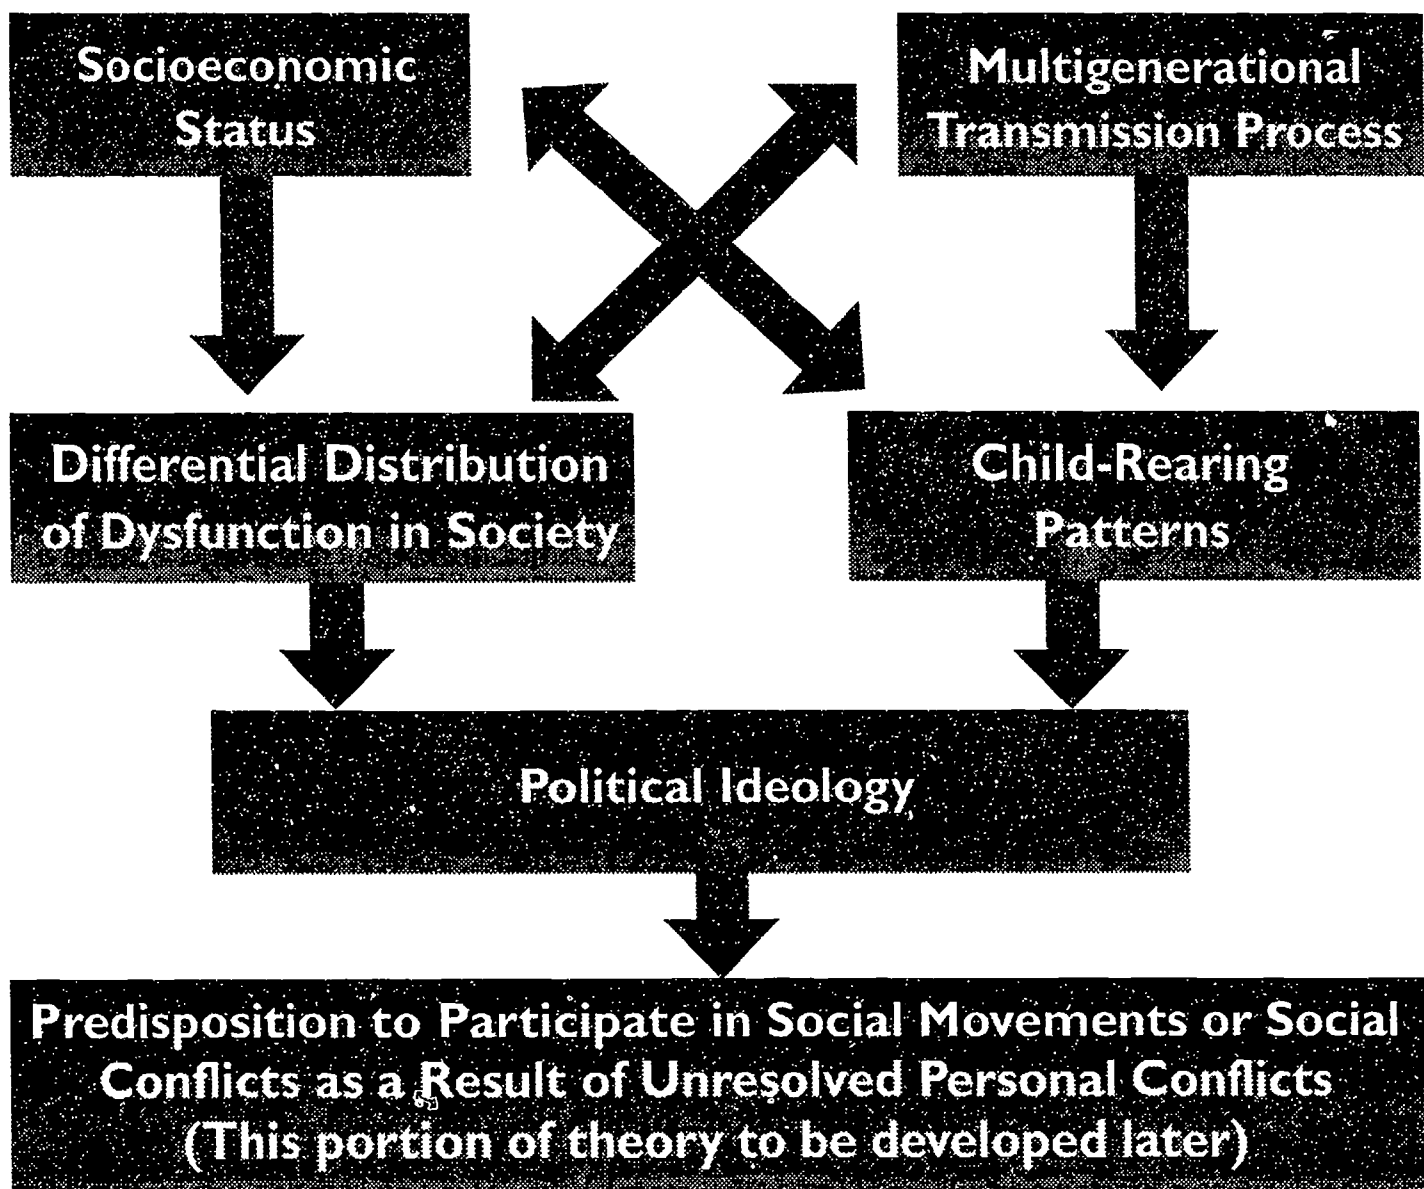 Socioeconomic
Status
Multigenerational
Transmission Process
Differential Distribution
of Dysfunction in Society
Child-Rearing
Patterns
Political Ideology
Predisposition to Participate in Social Movements or Social
Conflicts as a Result of Unresolved Personal Conflicts
(This portion of theory to be developed later)